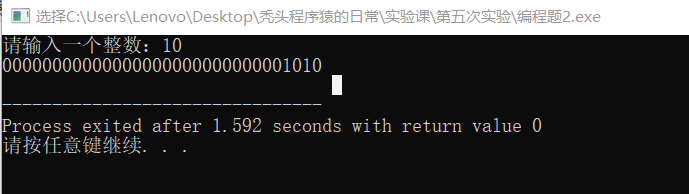 选择C:\Users\Lenovo\Desktop\秃头程序猿的日常\实验课\第五次实验\编程题2.exe
请输入一个整数：10
00000000000000000000000000001010
--------------------------------
Process exited after 1.592 seconds with return value 0
请按任意键继续. . .